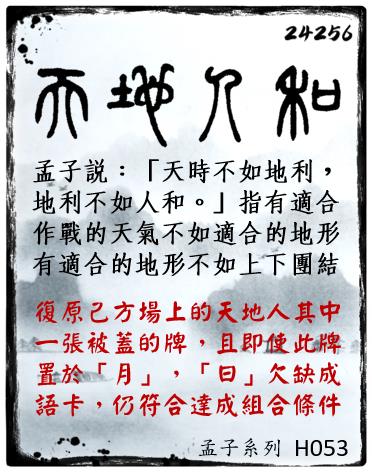 24256
天地人和
孟子說：「天時不如地利，
地利不如人和。」指有適合
作戰的天氣不如適合的地形
有適合的地形不如上下團結
復原己方場上的天地人其中
一張被蓋的牌，且即使此牌
置於「月」，「日」欠缺成
語卡，仍符合達成組合條件
孟子系列 H053